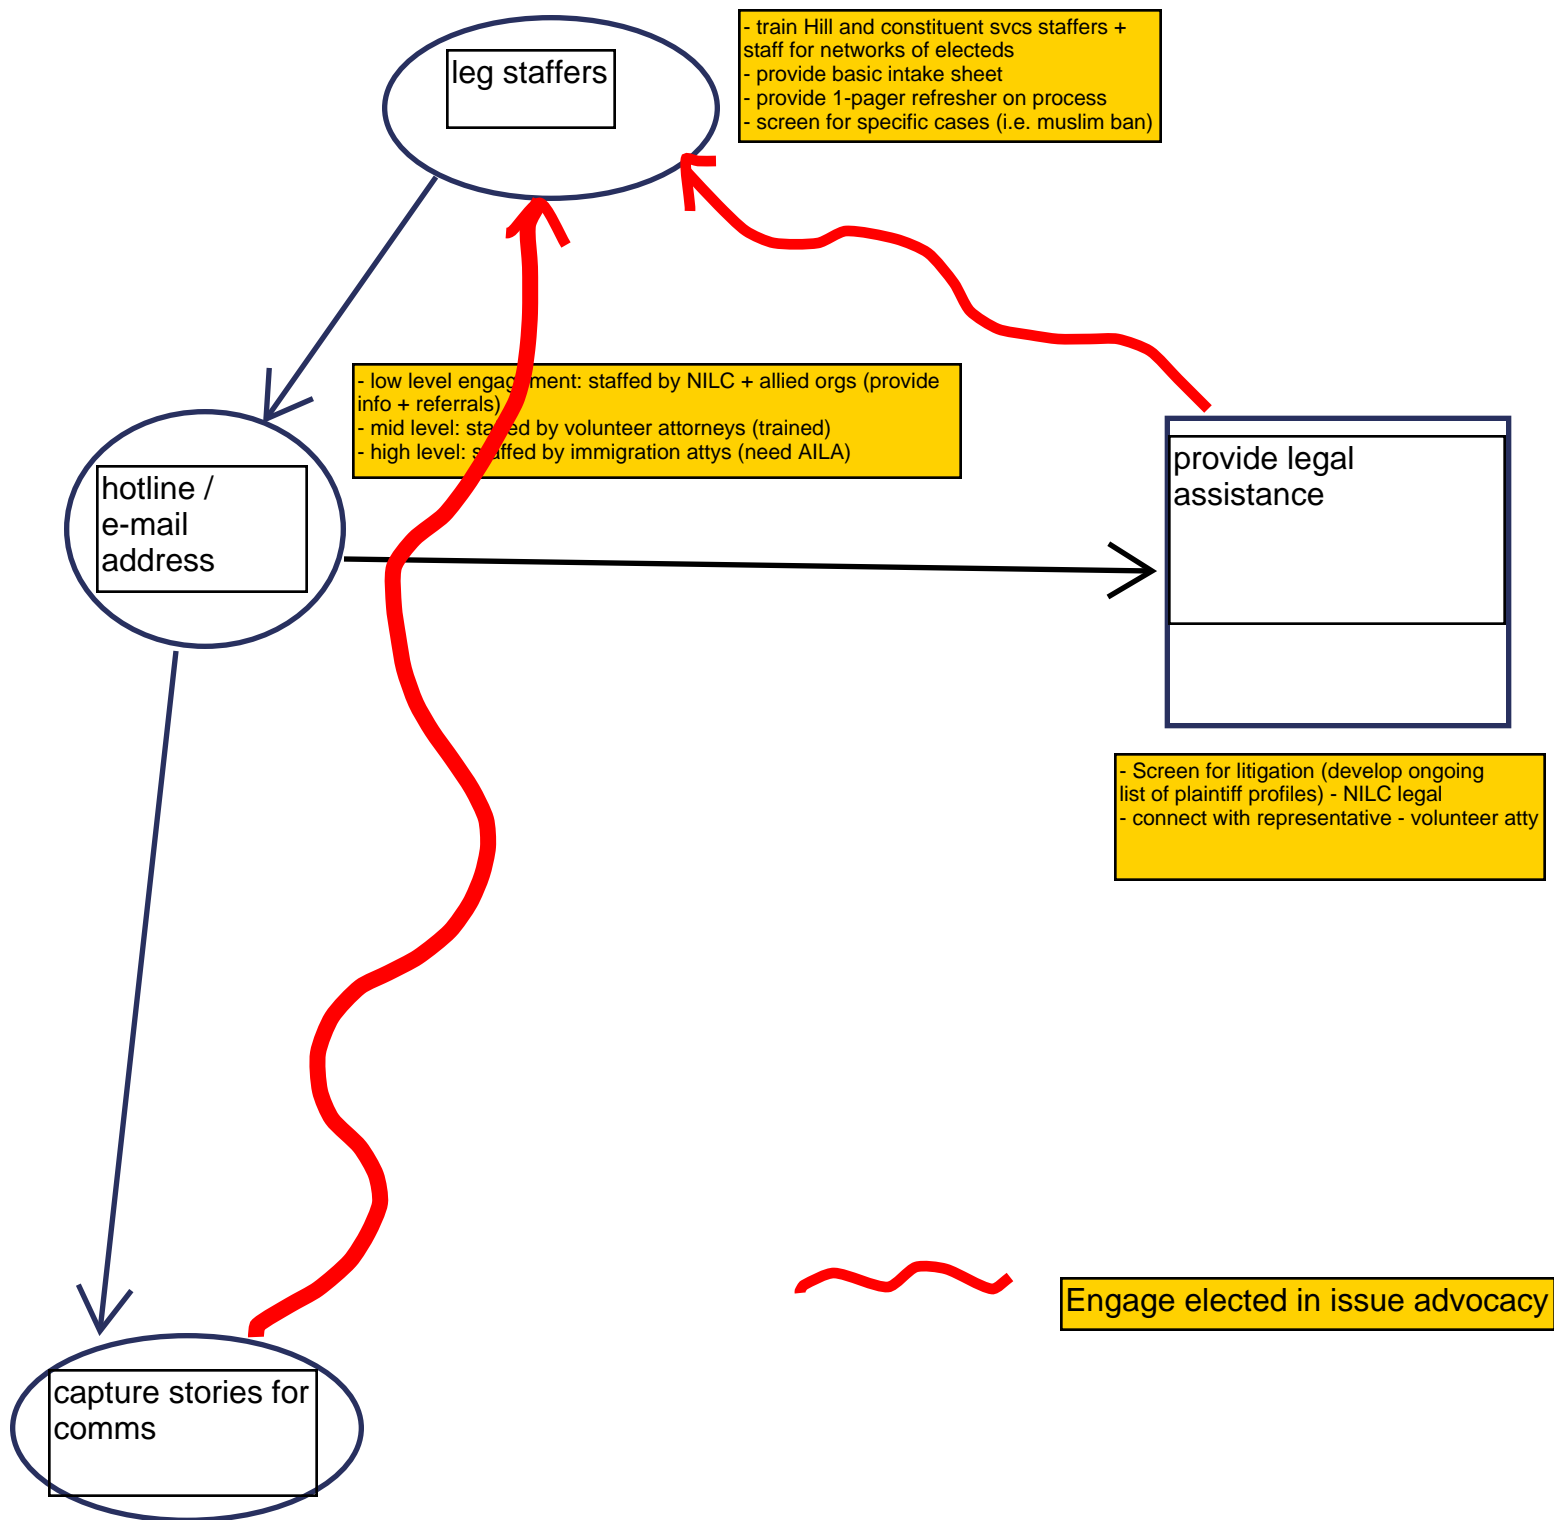 leg staffers
- train Hill and constituent svcs staffers +
staff for networks of electeds
- provide basic intake sheet
- provide 1-pager refresher on process
- screen for specific cases (i.e. muslim ban)
- low level engagement: staffed by NILC + allied orgs (provide
info + referrals)
- mid level: staffed by volunteer attorneys (trained)
- high level: staffed by immigration attys (need AILA)
hotline /
e-mail
address
provide legal
assistance
- Screen for litigation (develop ongoing
list of plaintiff profiles) - NILC legal
- connect with representative - volunteer atty
Engage elected in issue advocacy
capture stories for
comms